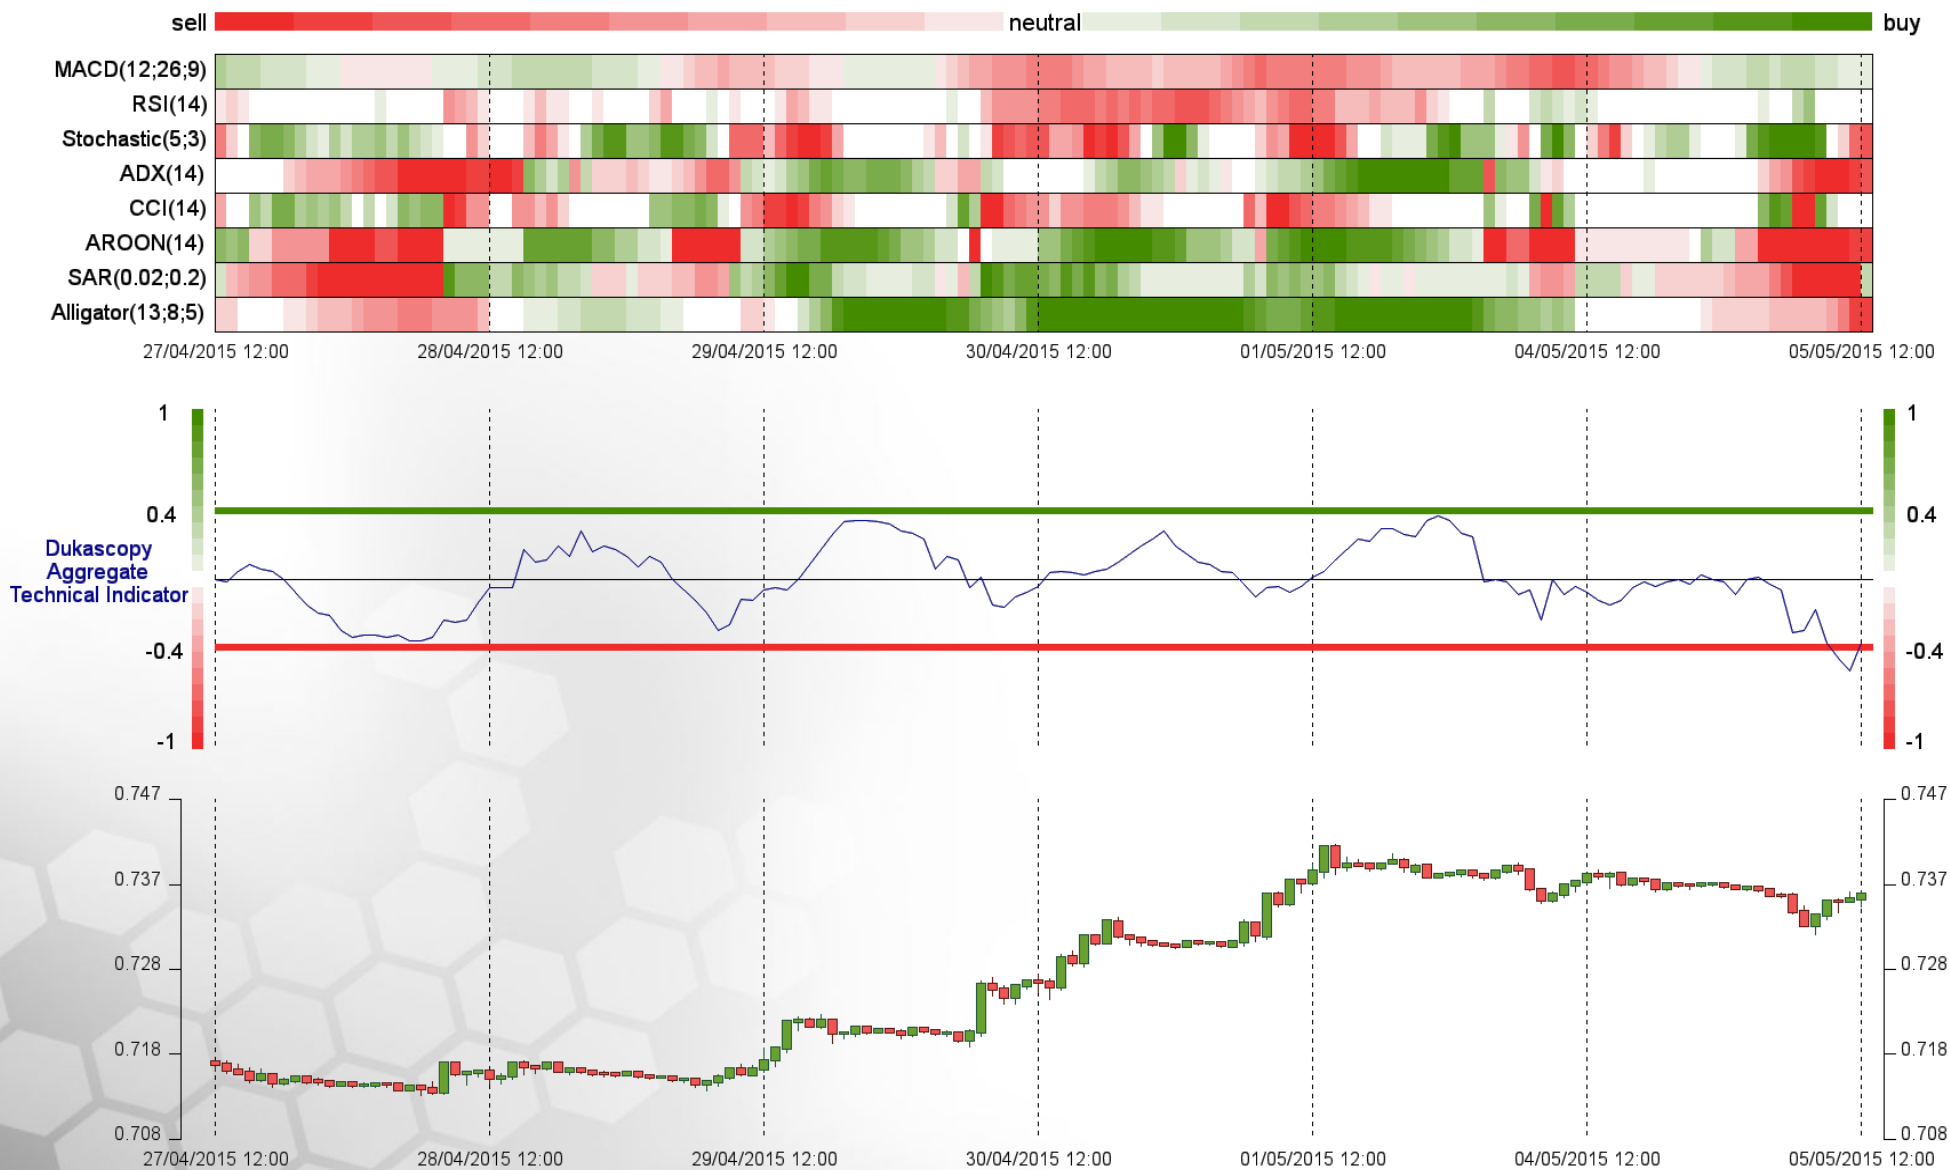 sell neutral buy
MACD(12;26;9)
RSI(14)
Stochastic(5;3)
ADX(14)
CCI(14)
AROON(14)
SAR(0.02;0.2)
Alligator(13;8;5)
27/04/2015 12:00 28/04/2015 12:00 29/04/2015 12:00 30/04/2015 12:00 01/05/2015 12:00 04/05/2015 12:00 05/05/2015 12:00
1 1
0.4 0.4
Dukascopy
Aggregate
Technical Indicator
-0.4 -0.4
-1 -1
0.747 0.747
0.737 0.737
0.728 0.728
0.718 0.718
0.708 0.708
27/04/2015 12:00 28/04/2015 12:00 29/04/2015 12:00 30/04/2015 12:00 01/05/2015 12:00 04/05/2015 12:00 05/05/2015 12:00